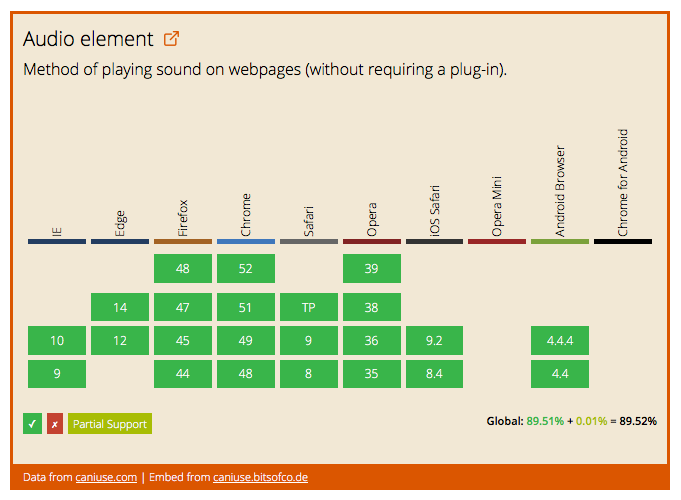 Audio element
Method of playing sound on webpages (without requiring a plug-in).
IE Edge Firefox Chrome Safari Opera iOS Safari Opera Mini Android Browser Chrome for Android
48 52 39
14 47 51 TP 38
10 12 45 49 9 36 9.2 4.4.4
9 44 48 8 35 8.4 4.4
✓ ✗ Partial Support Global: 89.51% + 0.01% = 89.52%
Data from caniuse.com | Embed from caniuse.bitsofco.de